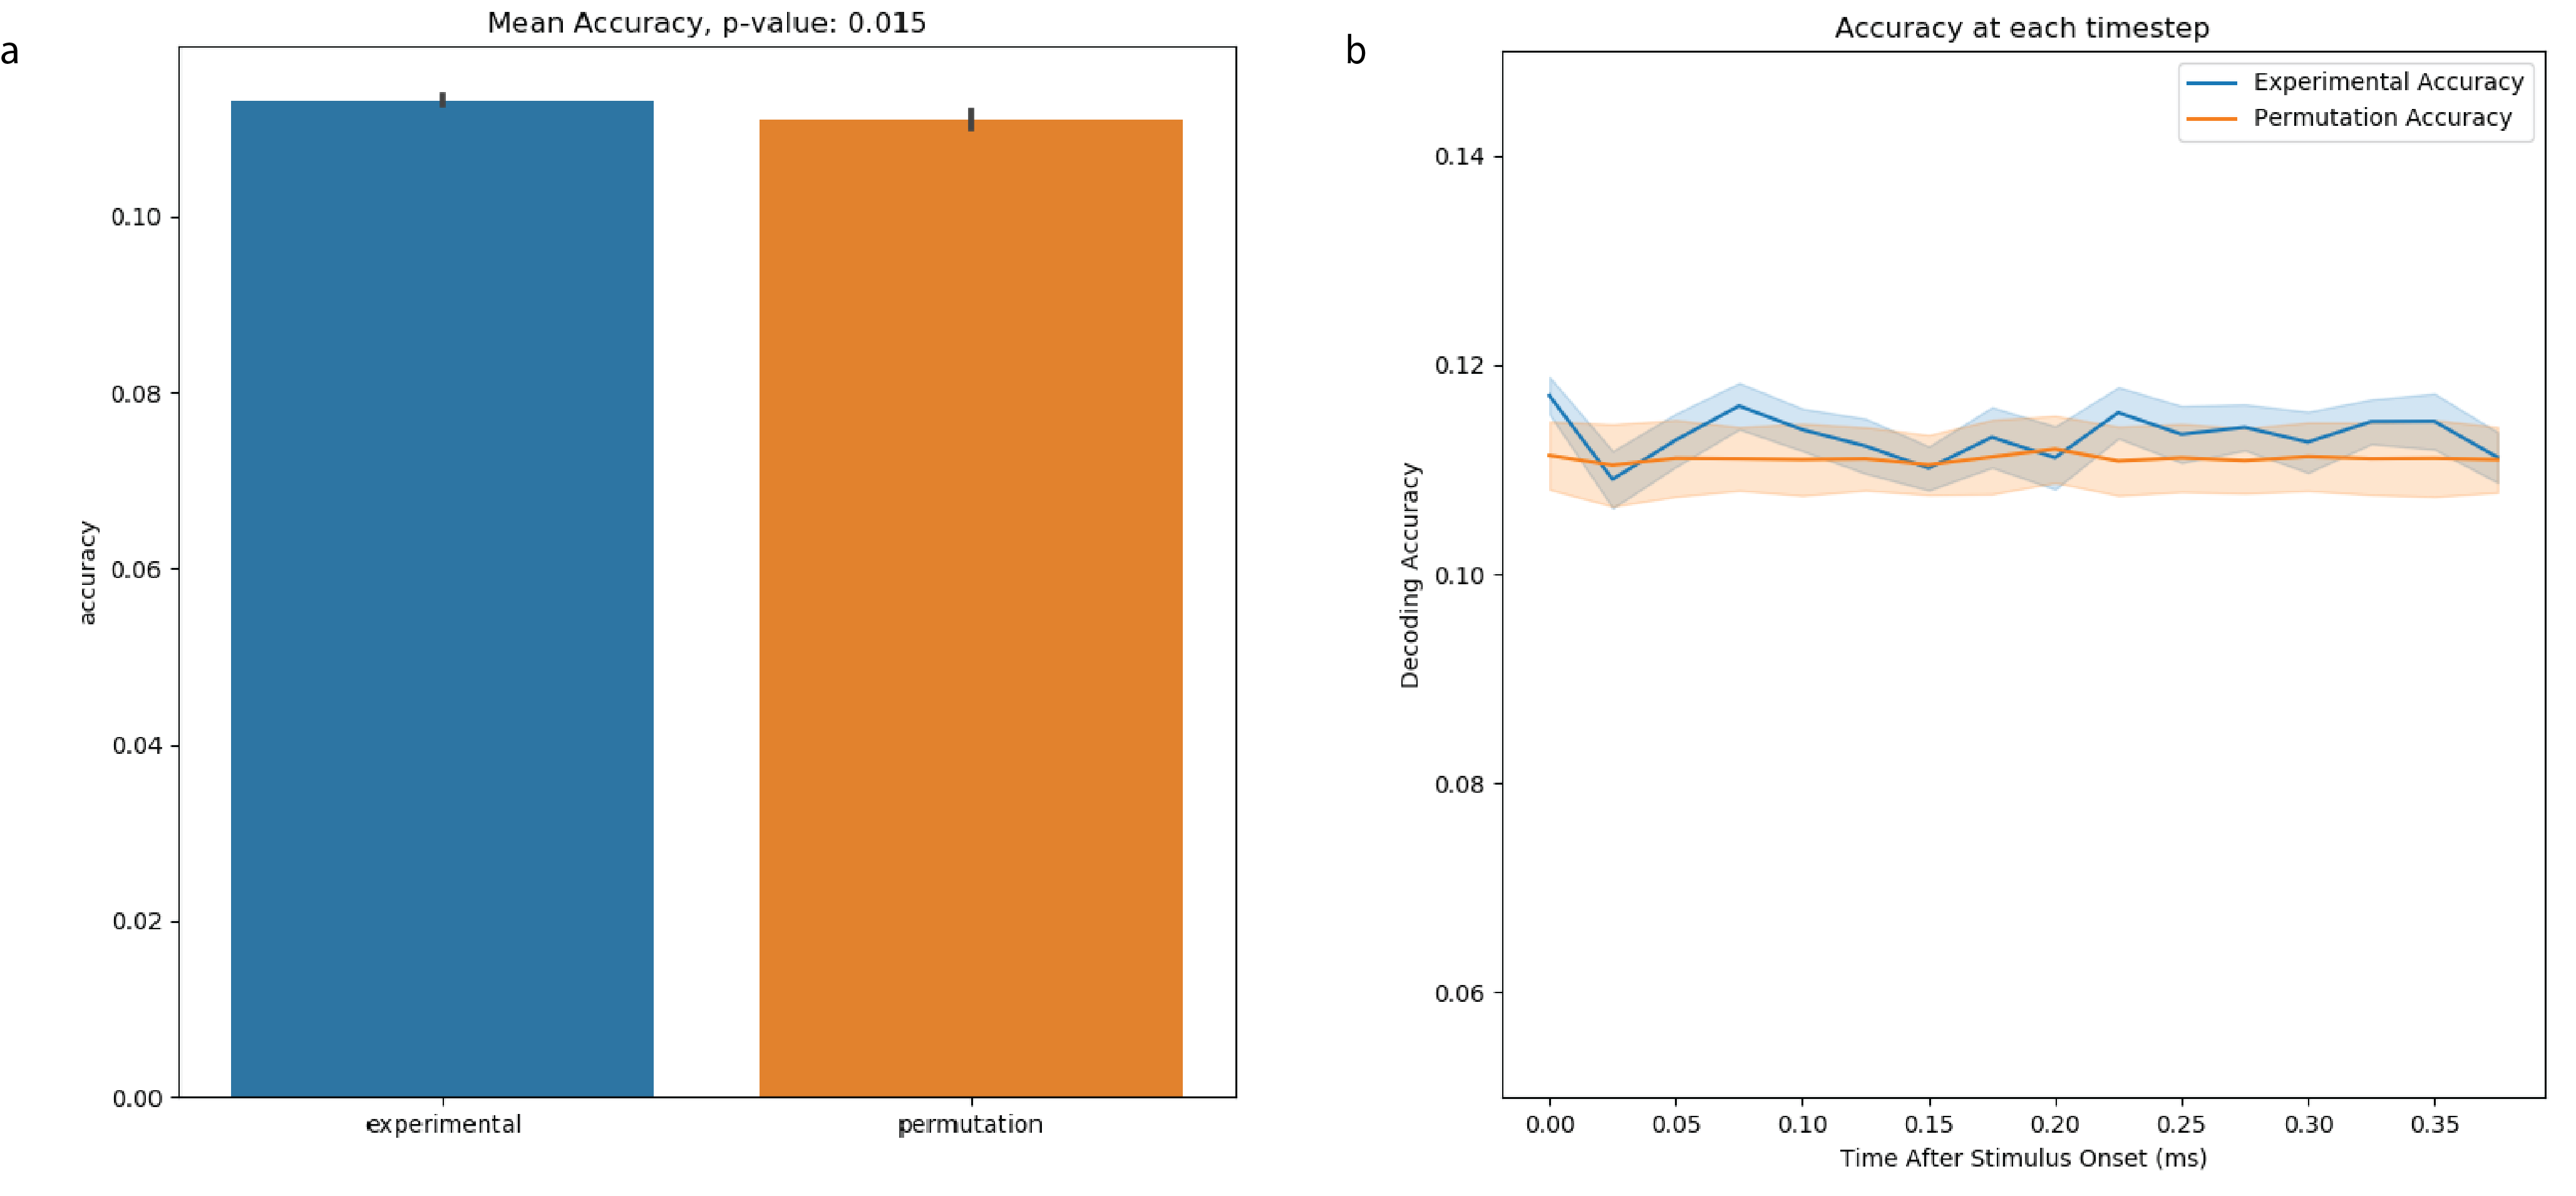 a
Mean Accuracy, p-value: 0.015
accuracy
0.10
0.08
0.06
0.04
0.02
0.00
experimental
permutation
b
Accuracy at each timestep
Experimental Accuracy
Permutation Accuracy
Decoding Accuracy
0.14
0.12
0.10
0.08
0.06
0.00 0.05 0.10 0.15 0.20 0.25 0.30 0.35
Time After Stimulus Onset (ms)